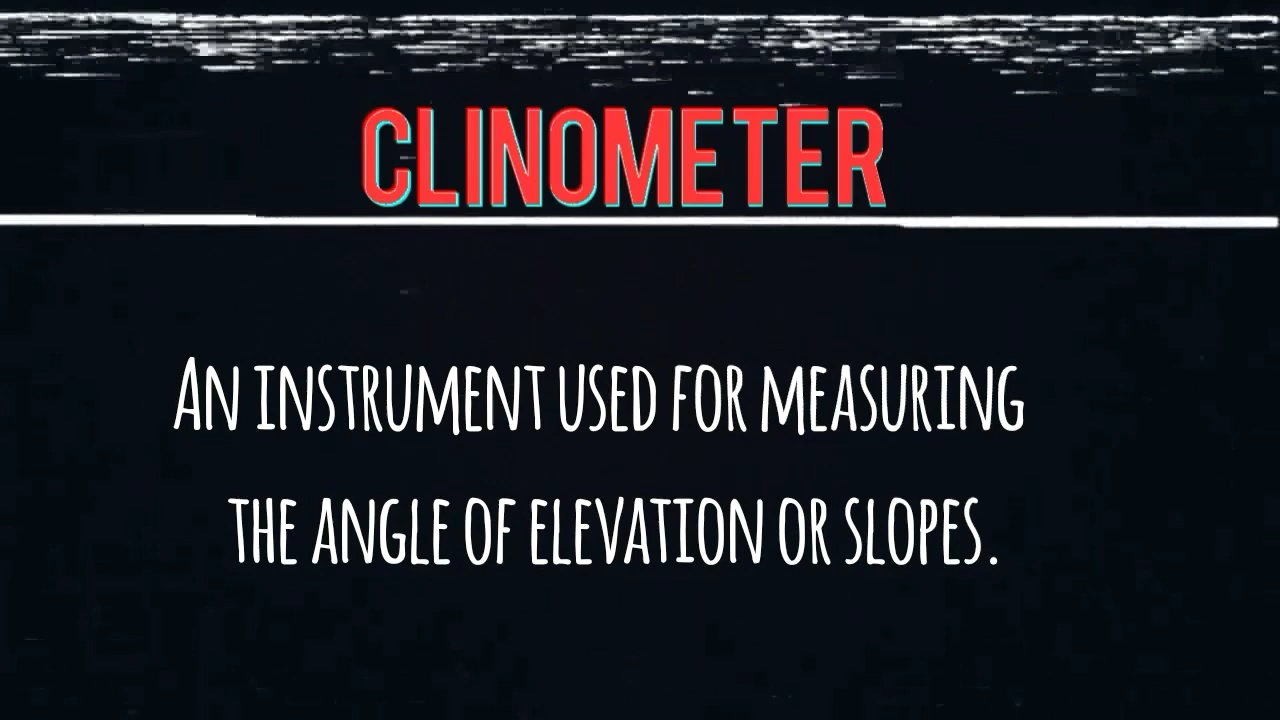 CLINOMETER
An instrument used for measuring
the angle of elevation or slopes.